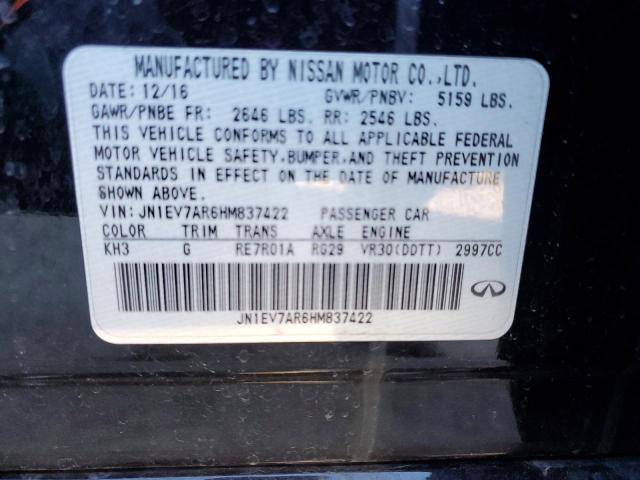 MANUFACTURED BY NISSAN MOTOR CO.,LTD.
DATE: 12/16 GVWR/PNBV: 5159 LBS.
GAWR/PNBE FR: 2646 LBS. RR: 2546 LBS.
THIS VEHICLE CONFORMS TO ALL APPLICABLE FEDERAL
MOTOR VEHICLE SAFETY,BUMPER,AND THEFT PREVENTION
STANDARDS IN EFFECT ON THE DATE OF MANUFACTURE
SHOWN ABOVE.
VIN: JN1EV7AR6HM837422 PASSENGER CAR
COLOR TRIM TRANS AXLE ENGINE
KH3 G RE7R01A RG29 VR30(DDTT) 2997CC
JN1EV7AR6HM837422